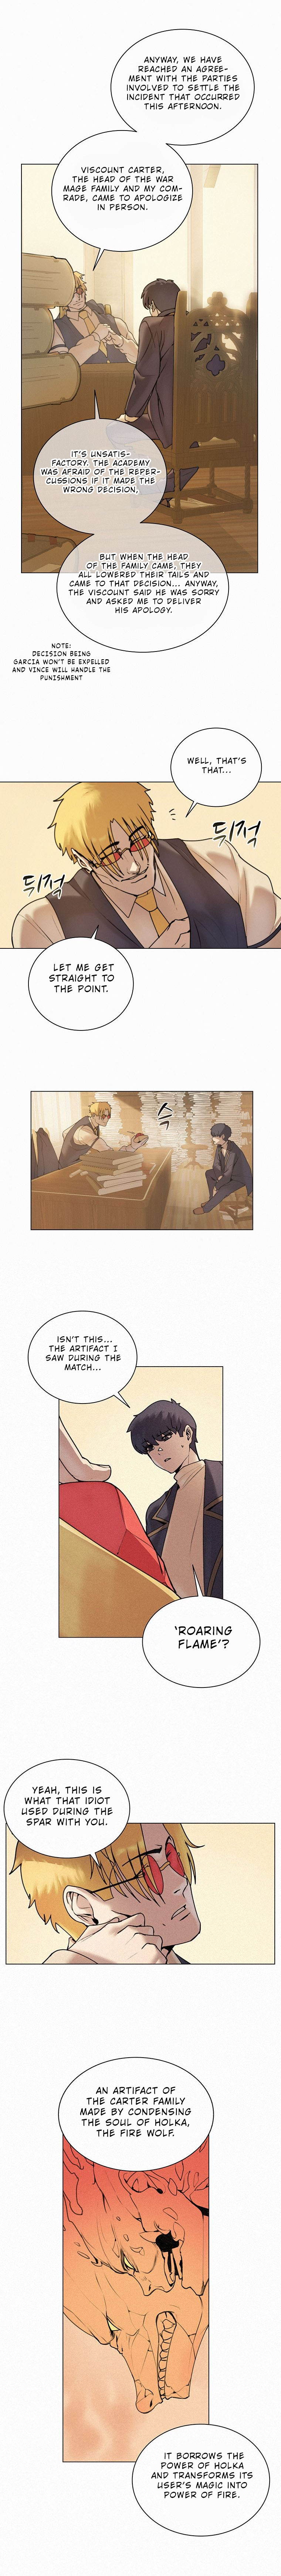 ANYWAY, WE HAVE
REACHED AN AGREE-
MENT WITH THE PARTIES
INVOLVED TO SETTLE THE
INCIDENT THAT OCCURRED
THIS AFTERNOON.
VISCOUNT CARTER,
THE HEAD OF THE WAR
MAGE FAMILY AND MY COM-
RADE, CAME TO APOLOGIZE
IN PERSON.
IT'S UNSATIS-
FACTORY. THE ACADEMY
WAS AFRAID OF THE REPER-
CUSSIONS IF IT MADE THE
WRONG DECISION,
BUT WHEN THE HEAD
OF THE FAMILY CAME, THEY
ALL LOWERED THEIR TAILS AND
CAME TO THAT DECISION... ANYWAY,
THE VISCOUNT SAID HE WAS SORRY
AND ASKED ME TO DELIVER
HIS APOLOGY.
NOTE:
DECISION BEING
GARCIA WON'T BE EXPELLED
AND VINCE WILL HANDLE THE
PUNISHMENT
WELL, THAT'S
THAT...
뒤적
뒤적
LET ME GET
STRAIGHT TO
THE POINT.
슥
ISN'T THIS...
THE ARTIFACT I
SAW DURING THE
MATCH...
'ROARING
FLAME'?
YEAH, THIS IS
WHAT THAT IDIOT
USED DURING THE
SPAR WITH YOU.
AN ARTIFACT OF
THE CARTER FAMILY
MADE BY CONDENSING
THE SOUL OF HOLKA,
THE FIRE WOLF.
IT BORROWS THE
POWER OF HOLKA
AND TRANSFORMS ITS
USER'S MAGIC INTO
POWER OF FIRE.